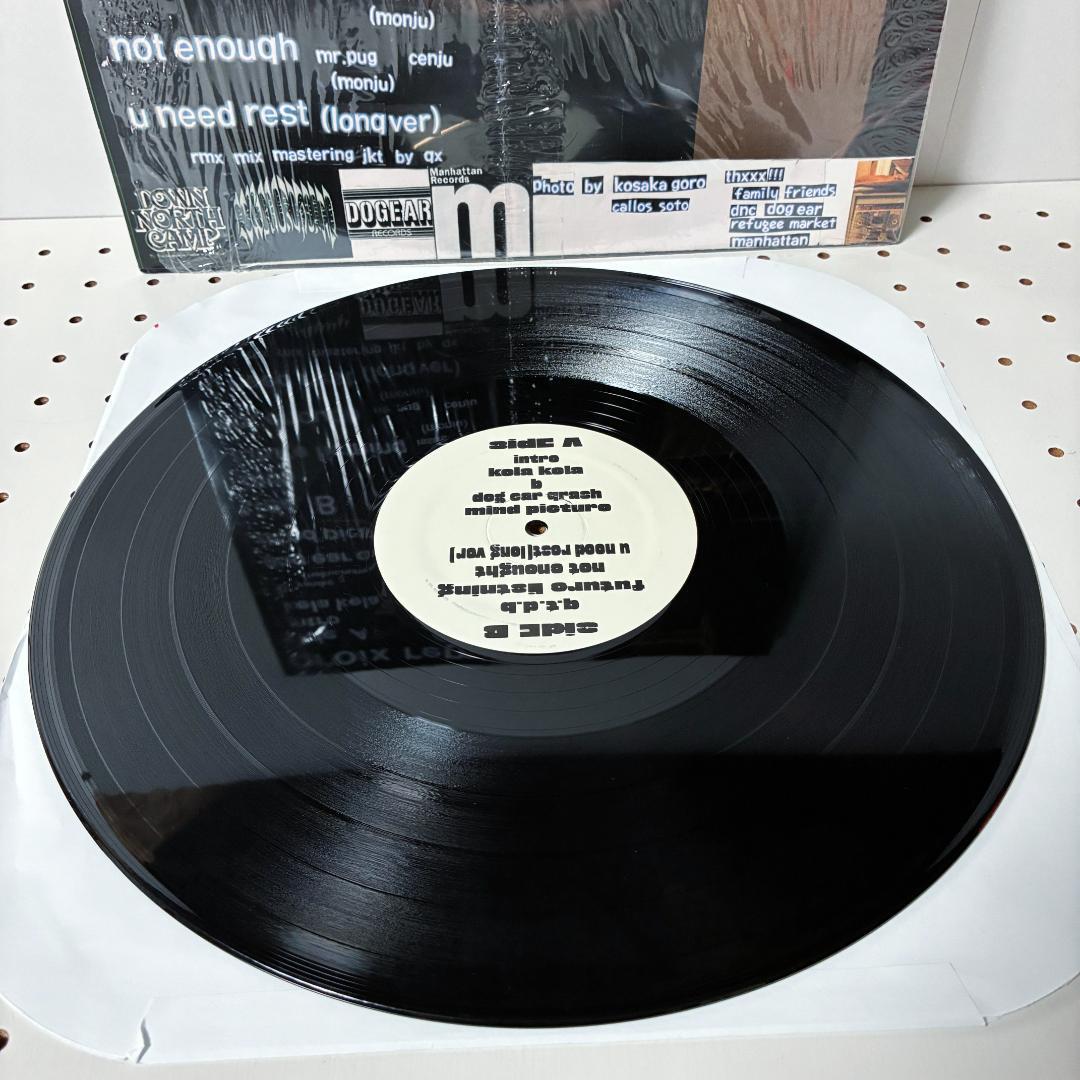 (monju)
not enough mr.pug cenju
(monju)
u need rest (long ver)
rmx mix mastering jkt by qx
DOWN
NORTH
CAMP
DOGEAR
RECORDS
Manhattan
Records
photo by kosaka goro
callos soto
thxxx!!!
family friends
dnc dog ear
refugee market
manhattan
SidE A
intro
kola kola
b
dog car qrash
mind picture
u need rest(long ver)
not enought
future listning
q.t.d.b
SidE B